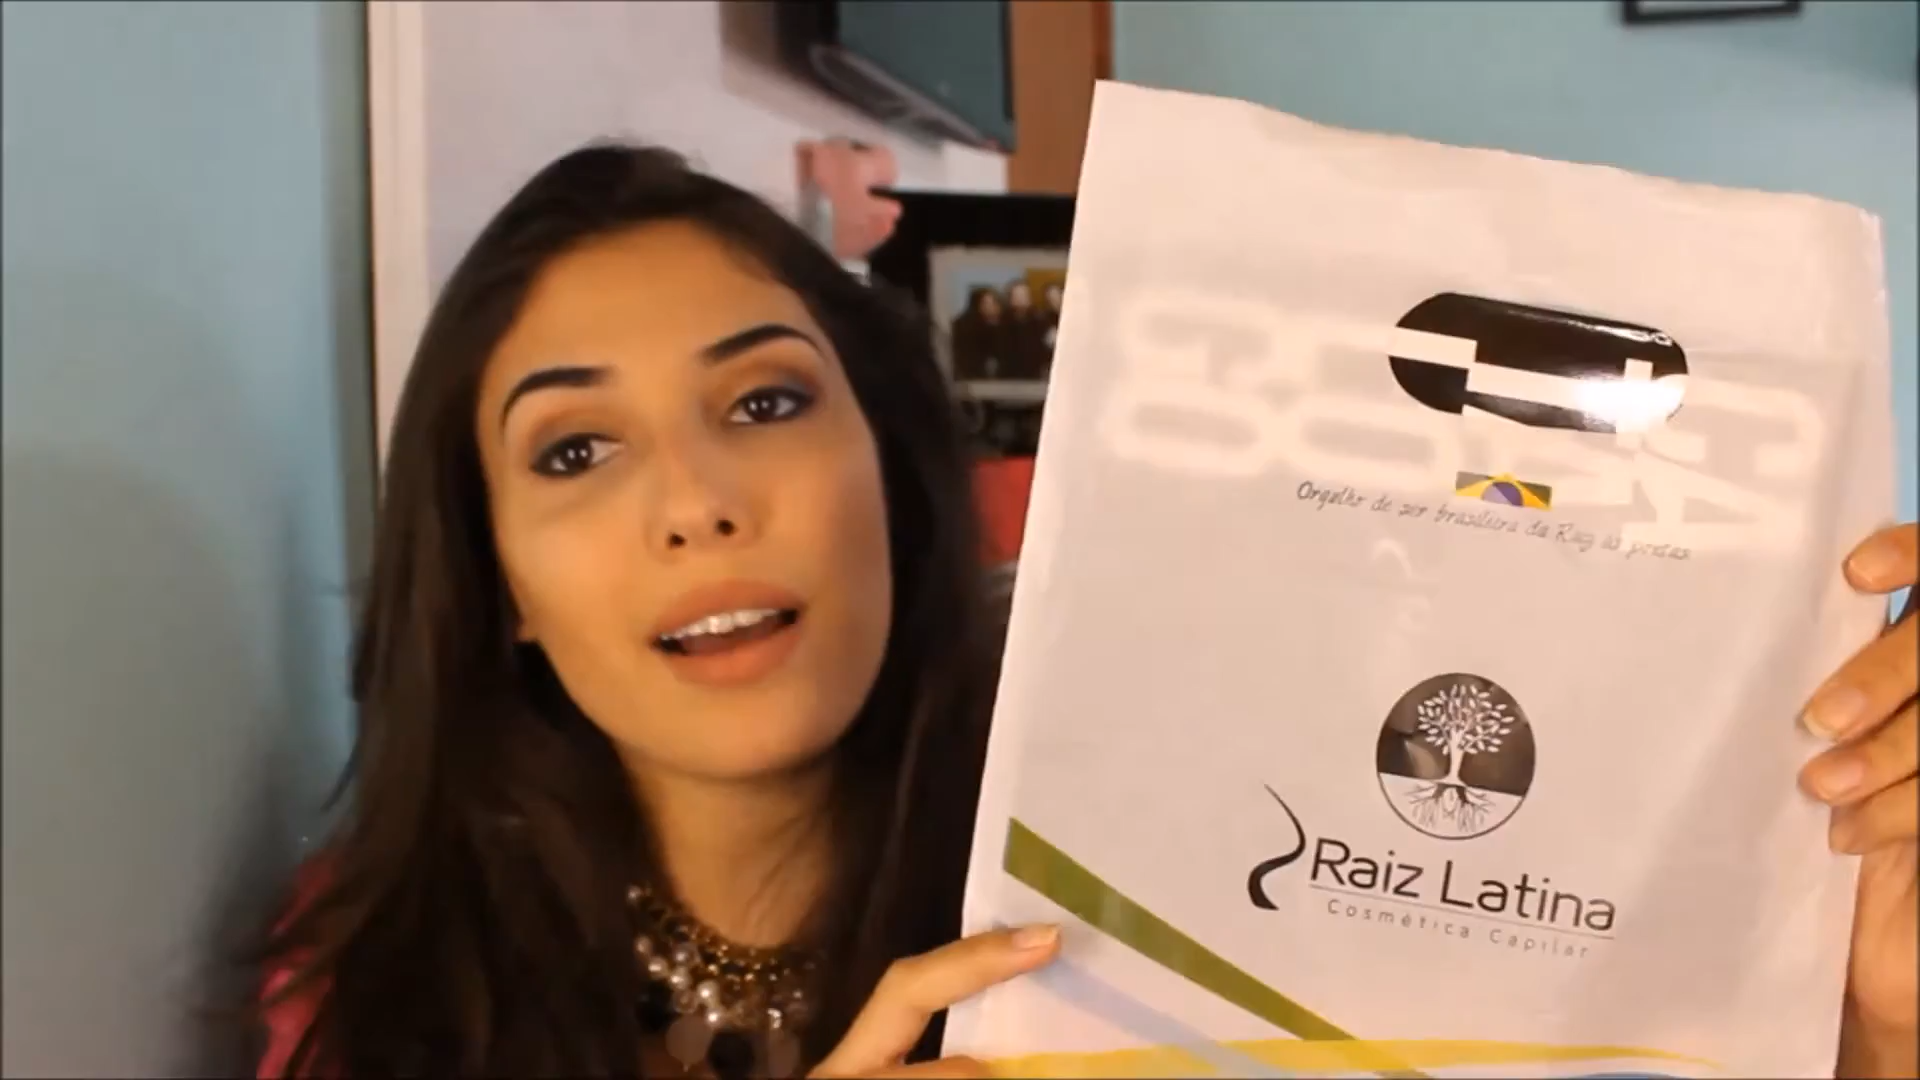 Orgulho de ser brasileira da Raiz às pontas
Raiz Latina
Cosmética Capilar